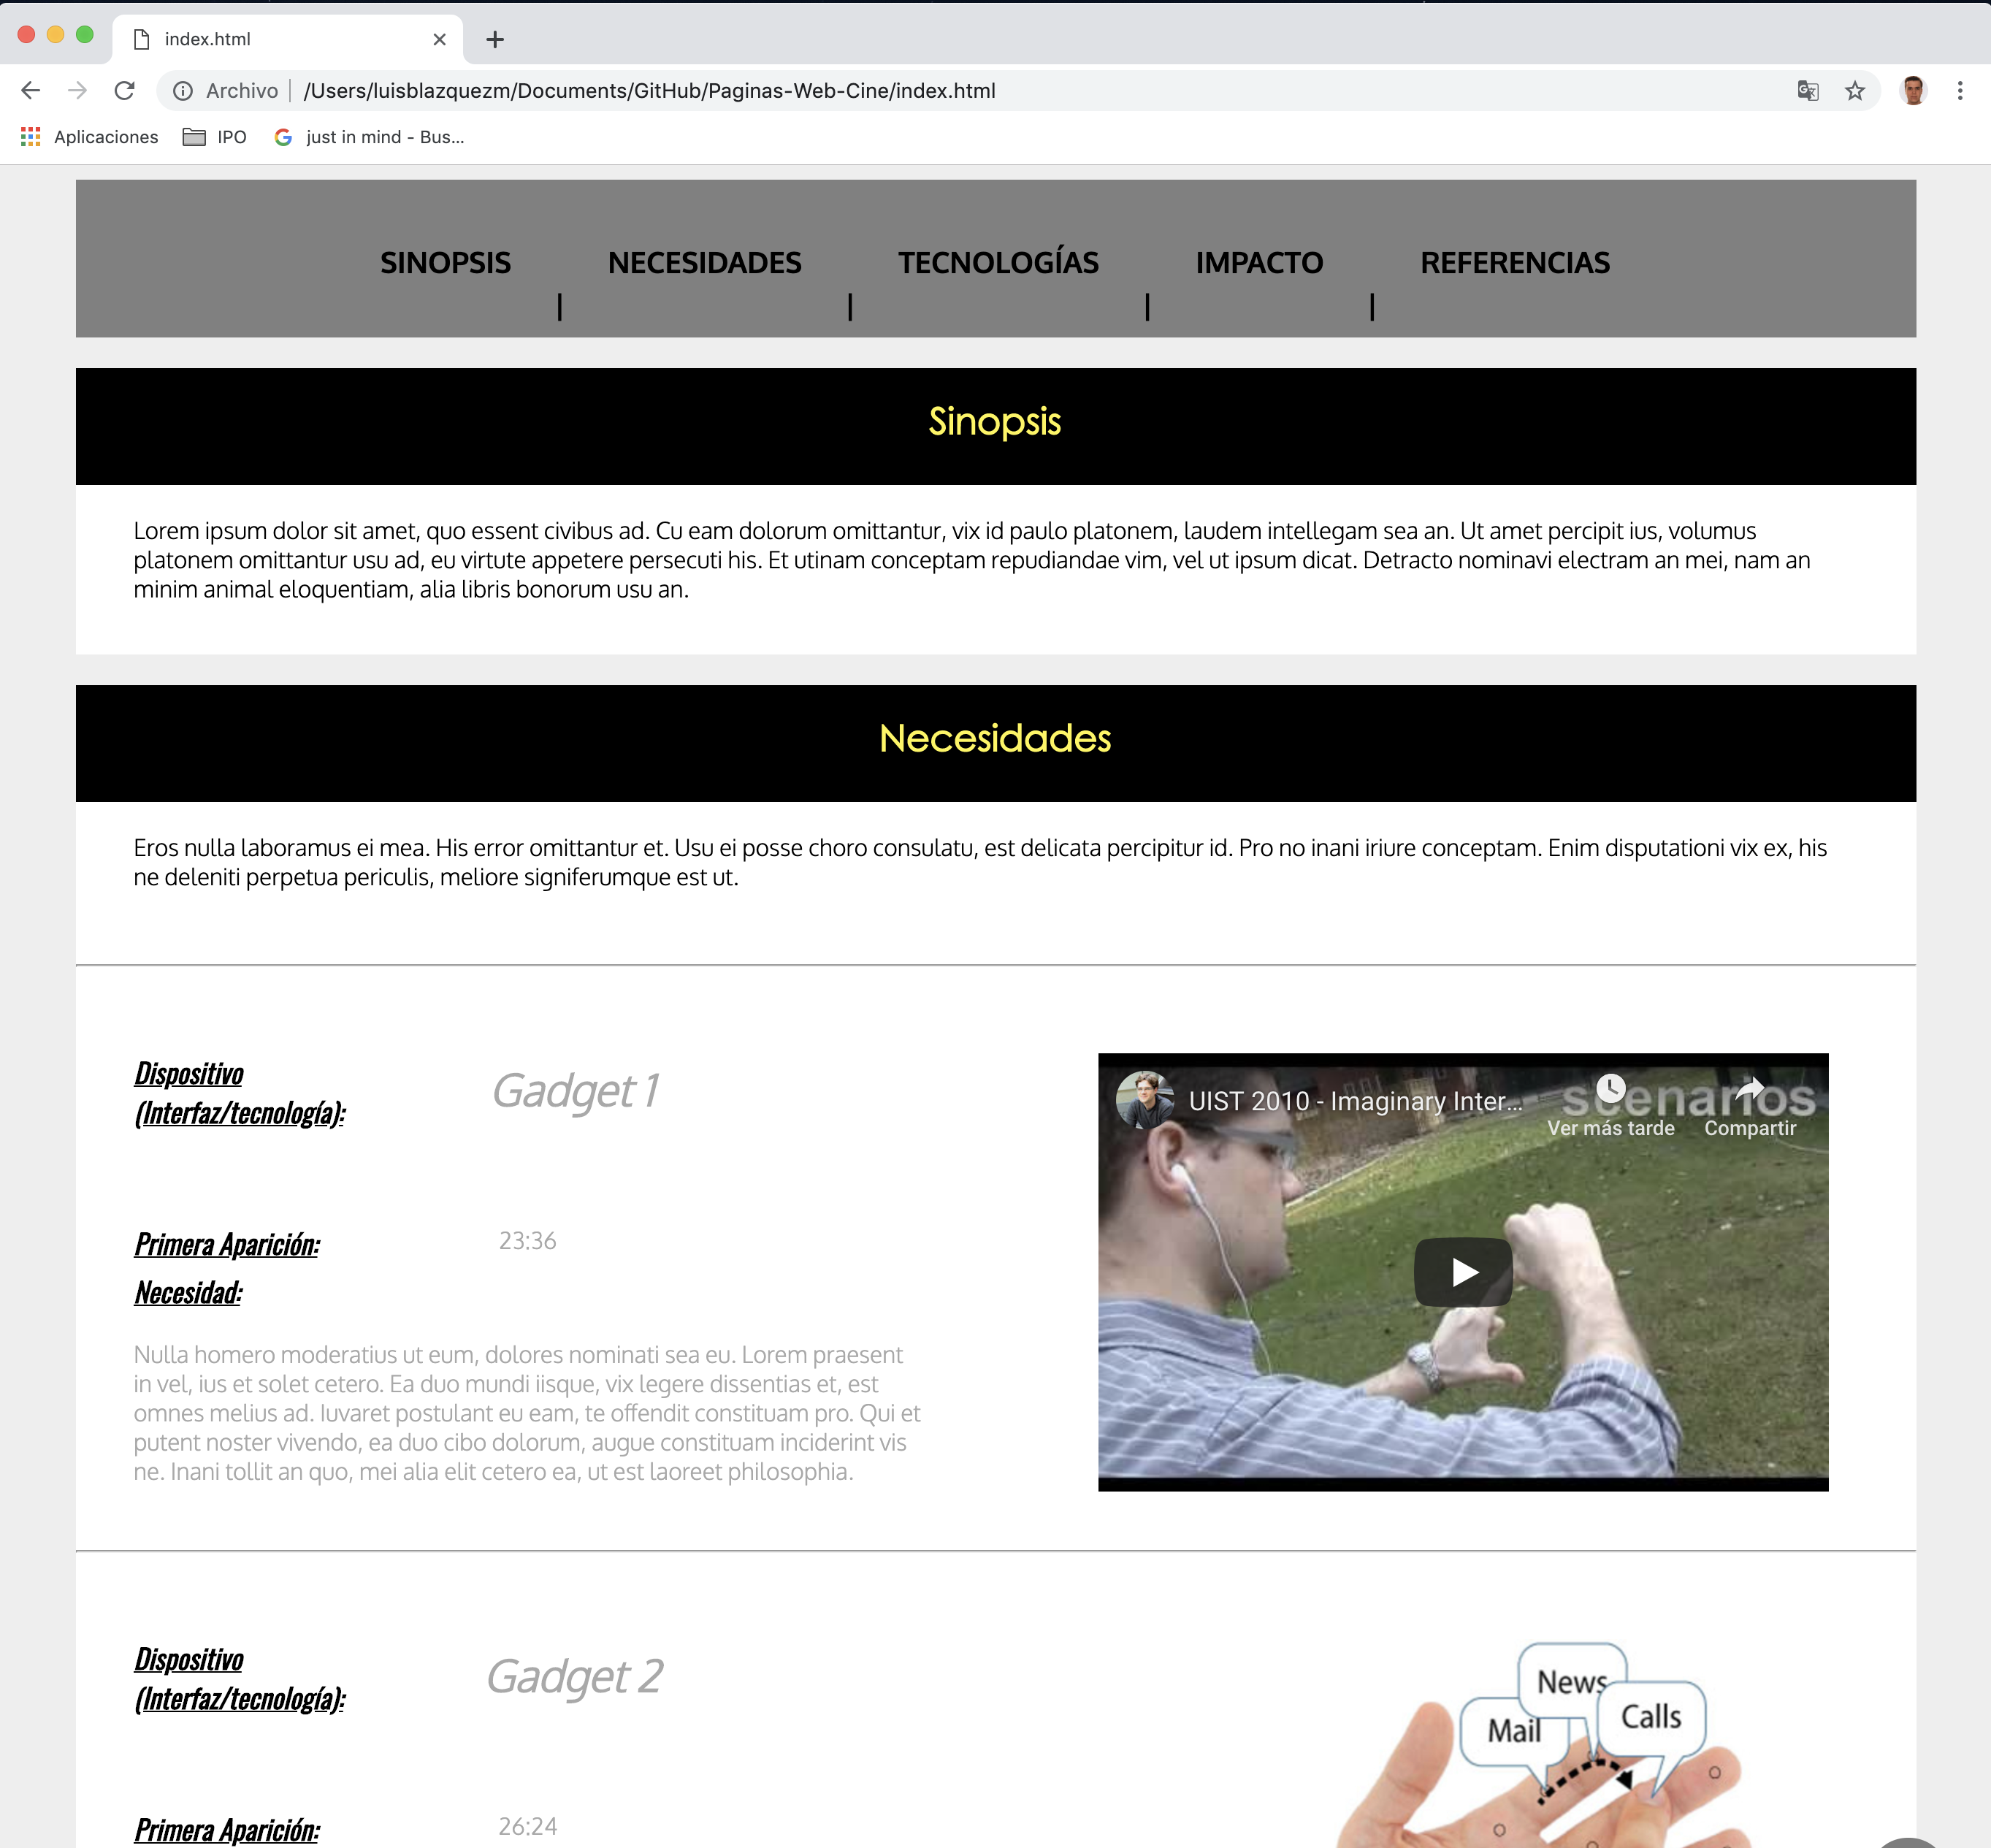 index.html
Archivo | /Users/luisblazquezm/Documents/GitHub/Paginas-Web-Cine/index.html
Aplicaciones IPO just in mind - Bus...
SINOPSIS | NECESIDADES | TECNOLOGÍAS | IMPACTO | REFERENCIAS
Sinopsis
Lorem ipsum dolor sit amet, quo essent civibus ad. Cu eam dolorum omittantur, vix id paulo platonem, laudem intellegam sea an. Ut amet percipit ius, volumus
platonem omittantur usu ad, eu virtute appetere persecuti his. Et utinam conceptam repudiandae vim, vel ut ipsum dicat. Detracto nominavi electram an mei, nam an
minim animal eloquentiam, alia libris bonorum usu an.
Necesidades
Eros nulla laboramus ei mea. His error omittantur et. Usu ei posse choro consulatu, est delicata percipitur id. Pro no inani iriure conceptam. Enim disputationi vix ex, his
ne deleniti perpetua periculis, meliore signiferumque est ut.
Dispositivo
(Interfaz/tecnología):
Gadget 1
Primera Aparición:
23:36
Necesidad:
Nulla homero moderatius ut eum, dolores nominati sea eu. Lorem praesent
in vel, ius et solet cetero. Ea duo mundi iisque, vix legere dissentias et, est
omnes melius ad. Iuvaret postulant eu eam, te offendit constituam pro. Qui et
putent noster vivendo, ea duo cibo dolorum, augue constituam inciderint vis
ne. Inani tollit an quo, mei alia elit cetero ea, ut est laoreet philosophia.
UIST 2010 - Imaginary Inter...
scenarios
Ver más tarde Compartir
Dispositivo
(Interfaz/tecnología):
Gadget 2
Primera Aparición:
26:24
News
Mail
Calls